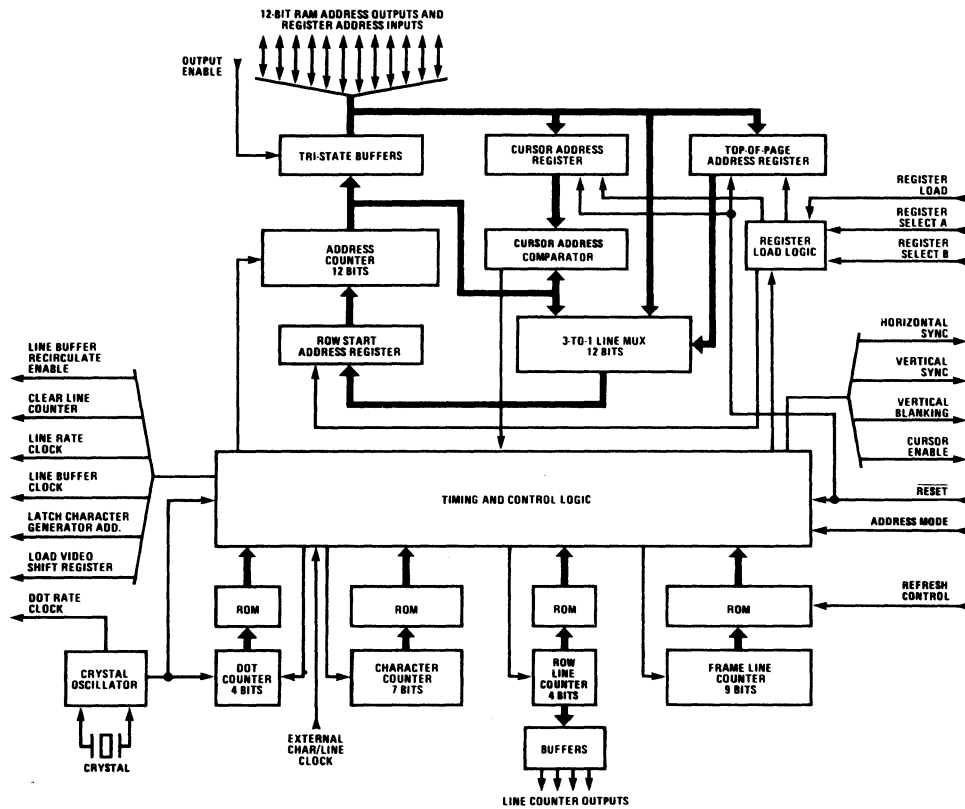 12-BIT RAM ADDRESS OUTPUTS AND
REGISTER ADDRESS INPUTS
OUTPUT
ENABLE
TRI-STATE BUFFERS
CURSOR ADDRESS
REGISTER
TOP-OF-PAGE
ADDRESS REGISTER
REGISTER
LOAD
REGISTER
SELECT A
REGISTER
SELECT B
ADDRESS
COUNTER
12 BITS
CURSOR ADDRESS
COMPARATOR
REGISTER
LOAD LOGIC
ROW START
ADDRESS REGISTER
3-TO-1 LINE MUX
12 BITS
LINE BUFFER
RECIRCULATE
ENABLE
CLEAR LINE
COUNTER
LINE RATE
CLOCK
LINE BUFFER
CLOCK
LATCH CHARACTER
GENERATOR ADD.
LOAD VIDEO
SHIFT REGISTER
DOT RATE
CLOCK
HORIZONTAL
SYNC
VERTICAL
SYNC
VERTICAL
BLANKING
CURSOR
ENABLE
RESET
ADDRESS MODE
REFRESH
CONTROL
TIMING AND CONTROL LOGIC
ROM
ROM
ROM
ROM
CRYSTAL
OSCILLATOR
DOT
COUNTER
4 BITS
CHARACTER
COUNTER
7 BITS
ROW
LINE
COUNTER
4 BITS
FRAME LINE
COUNTER
9 BITS
CRYSTAL
EXTERNAL
CHAR/LINE
CLOCK
BUFFERS
LINE COUNTER OUTPUTS